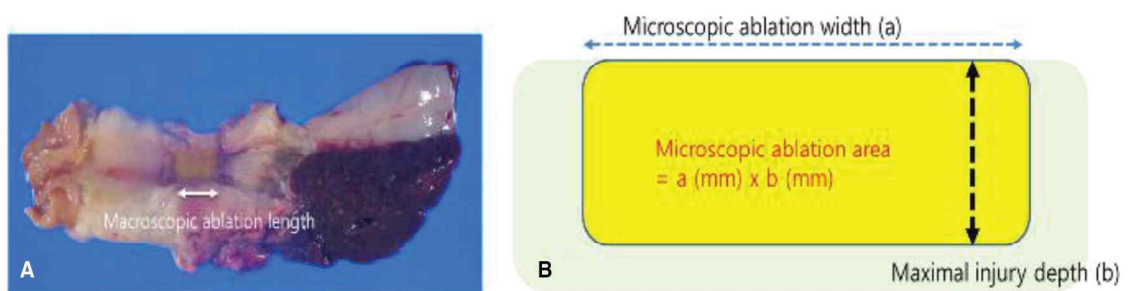 Macroscopic ablation length
A
Microscopic ablation width (a)
Microscopic ablation area
= a (mm) x b (mm)
B
Maximal injury depth (b)